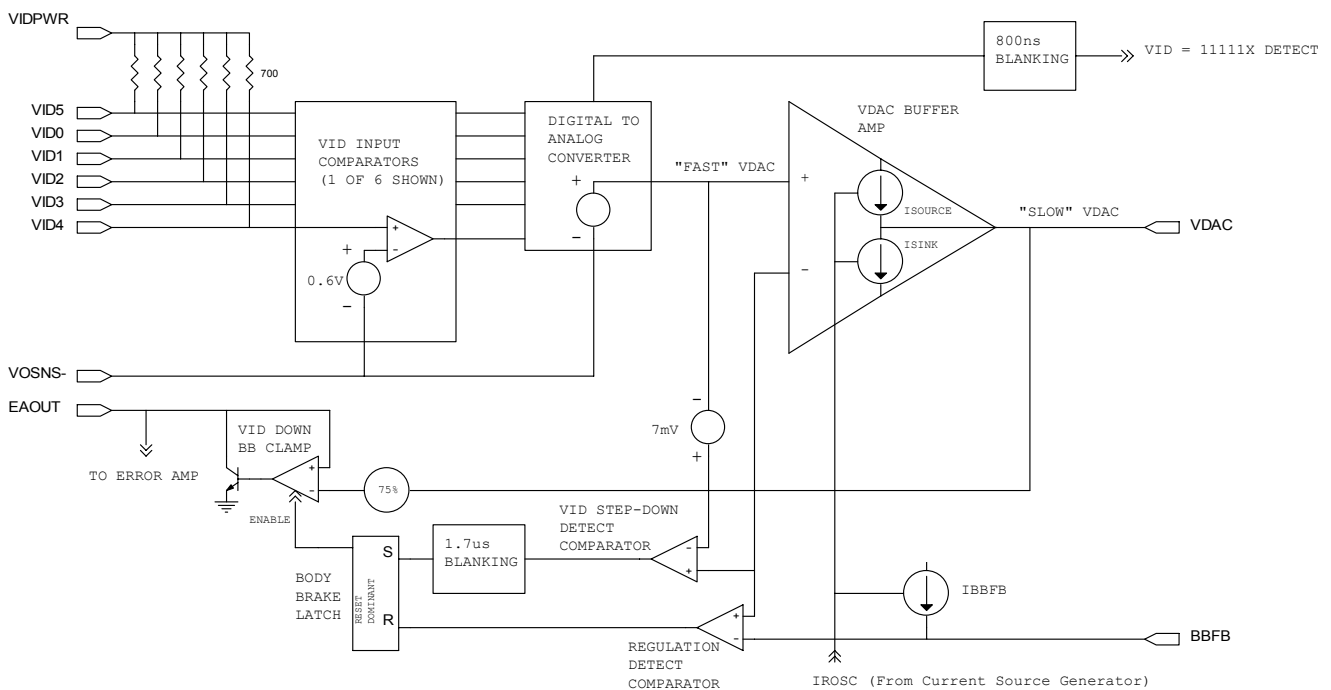 VIDPWR
700
VID5
VID0
VID1
VID2
VID3
VID4
VID INPUT
COMPARATORS
(1 OF 6 SHOWN)
+
-
+
0.6V
-
DIGITAL TO
ANALOG
CONVERTER
+
-
800ns
BLANKING
VID = 11111X DETECT
"FAST" VDAC
VDAC BUFFER
AMP
+
-
ISOURCE
ISINK
"SLOW" VDAC
VDAC
VOSNS-
EAOUT
TO ERROR AMP
VID DOWN
BB CLAMP
+
-
ENABLE
75%
-
7mV
+
VID STEP-DOWN
DETECT
COMPARATOR
-
+
1.7us
BLANKING
BODY
BRAKE
LATCH
RESET
DOMINANT
S
R
+
-
REGULATION
DETECT
COMPARATOR
IBBFB
BBFB
IROSC (From Current Source Generator)